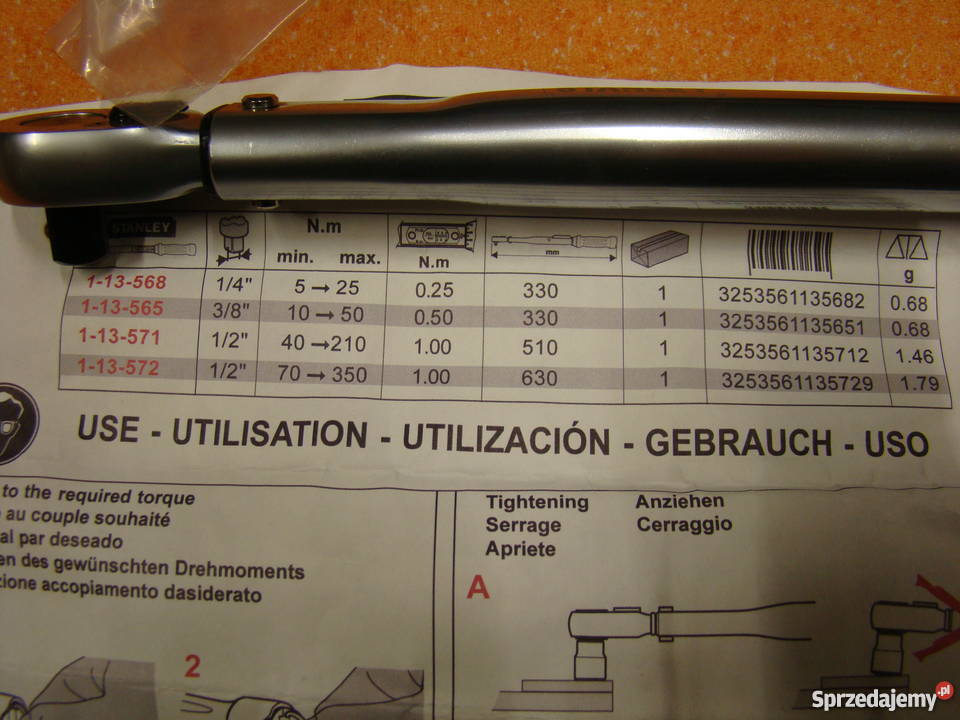 STANLEY
N.m
min. max.
N.m
mm
g
1-13-568 1/4" 5 → 25 0.25 330 1 3253561135682 0.68
1-13-565 3/8" 10 → 50 0.50 330 1 3253561135651 0.68
1-13-571 1/2" 40 → 210 1.00 510 1 3253561135712 1.46
1-13-572 1/2" 70 → 350 1.00 630 1 3253561135729 1.79
USE - UTILISATION - UTILIZACIÓN - GEBRAUCH - USO
to the required torque
au couple souhaité
al par deseado
en des gewünschten Drehmoments
zione accopiamento dasiderato
2
Tightening Anziehen
Serrage Cerraggio
Apriete
A
Sprzedajemy.pl